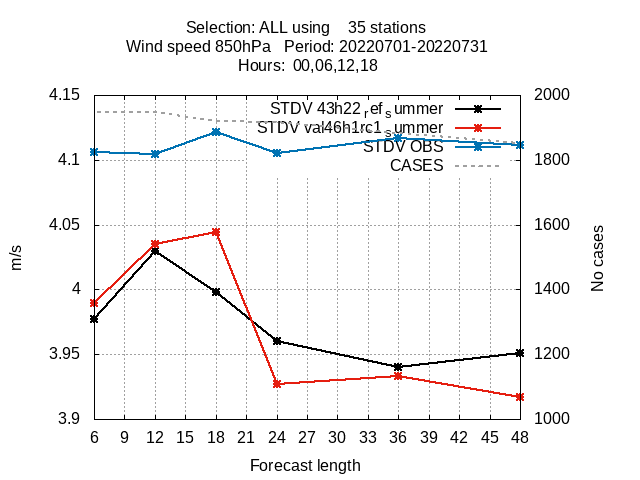 Selection: ALL using 35 stations
Wind speed 850hPa Period: 20220701-20220731
Hours: 00,06,12,18
4.15
4.1
4.05
4
3.95
3.9
m/s
STDV 43h22ref summer
STDV val46h1rc1summer
STDV OBS
CASES
2000
1800
1600
1400
1200
1000
No cases
6 9 12 15 18 21 24 27 30 33 36 39 42 45 48
Forecast length